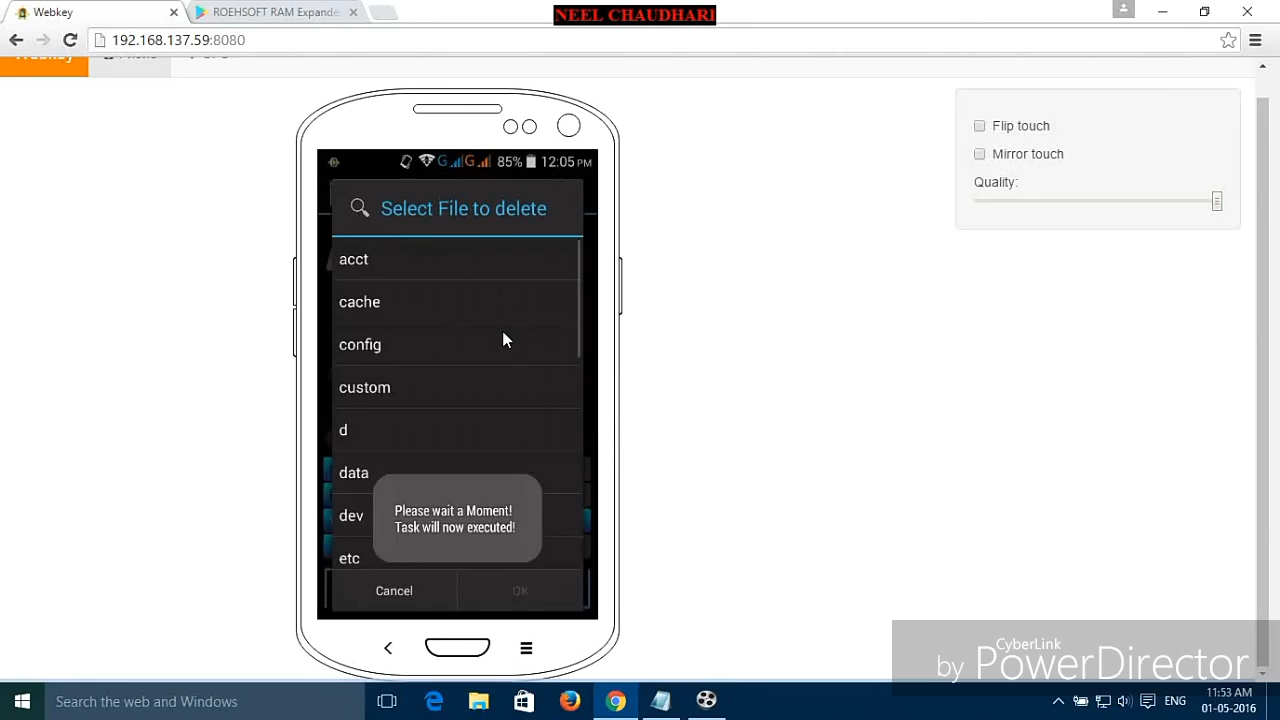 Webkey
ROEHSOFT RAM Expande
NEEL CHAUDHARI
192.168.137.59:8080
Webkey
Phone
Flip touch
Mirror touch
Quality:
G G 85% 12:05 PM
Select File to delete
acct
cache
config
custom
d
data
dev
etc
Please wait a Moment!
Task will now executed!
Cancel
OK
CyberLink
by PowerDirector
Search the web and Windows
ENG
11:53 AM
01-05-2016